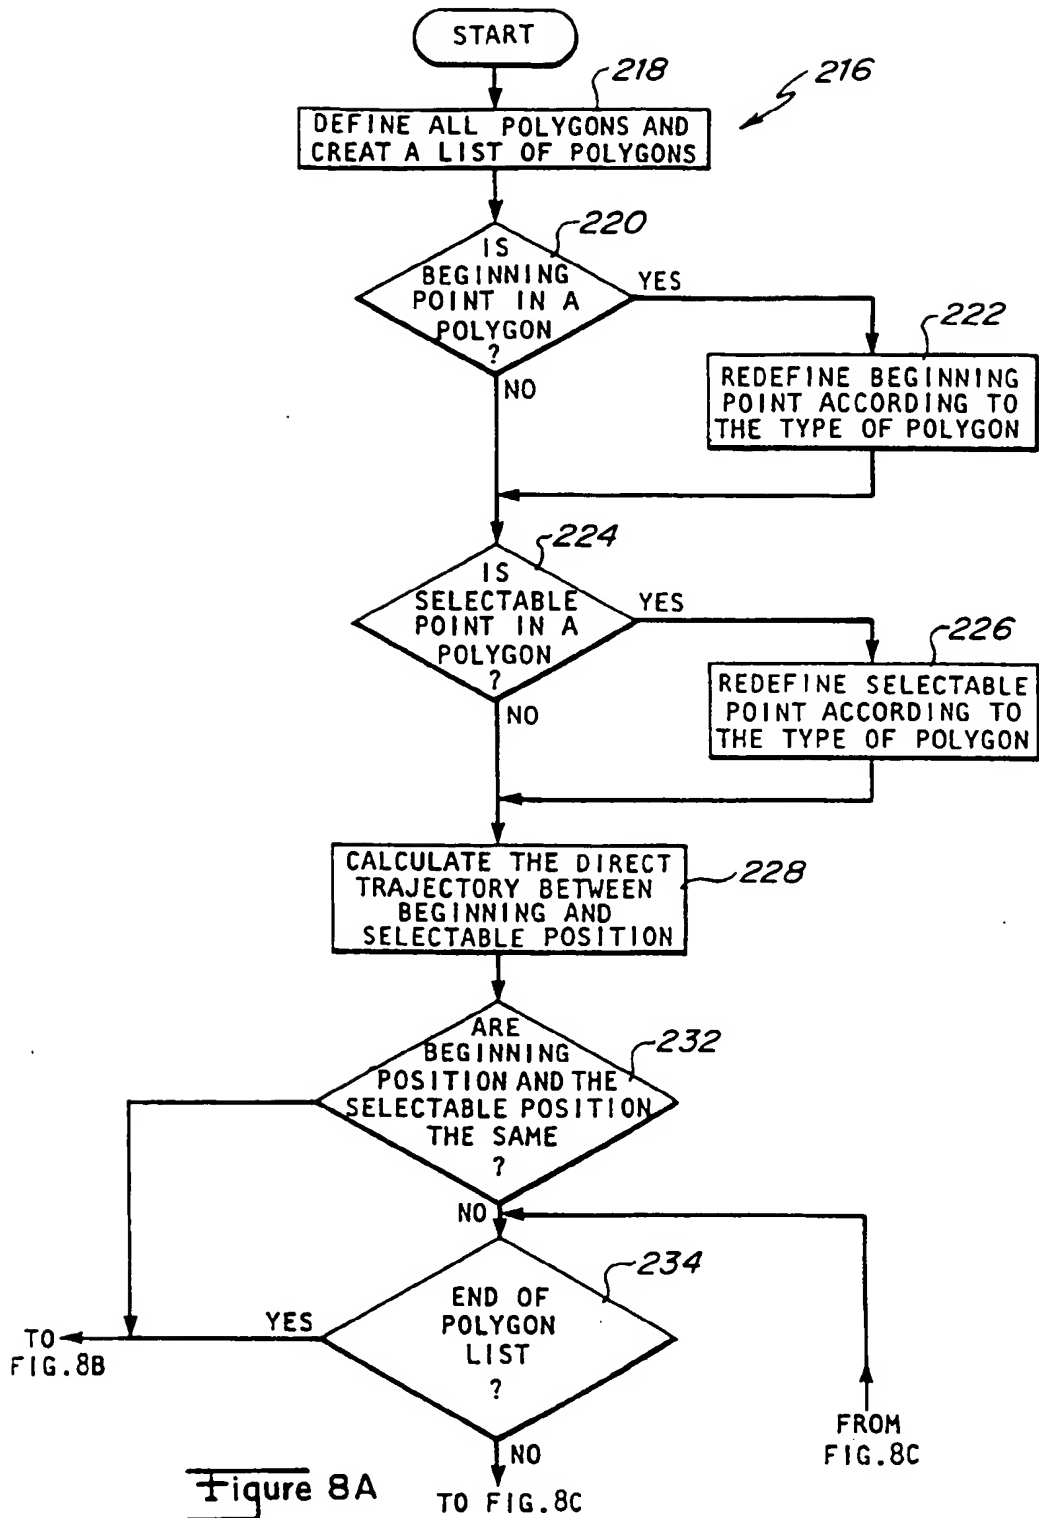 START
218
216
DEFINE ALL POLYGONS AND
CREAT A LIST OF POLYGONS
220
IS
BEGINNING
POINT IN A
POLYGON
?
YES
NO
222
REDEFINE BEGINNING
POINT ACCORDING TO
THE TYPE OF POLYGON
224
IS
SELECTABLE
POINT IN A
POLYGON
?
YES
NO
226
REDEFINE SELECTABLE
POINT ACCORDING TO
THE TYPE OF POLYGON
CALCULATE THE DIRECT
TRAJECTORY BETWEEN
BEGINNING AND
SELECTABLE POSITION
228
ARE
BEGINNING
POSITION AND THE
SELECTABLE POSITION
THE SAME
?
232
NO
234
END OF
POLYGON
LIST
?
YES
TO
FIG.8B
NO
TO FIG.8C
FROM
FIG.8C
Figure 8A